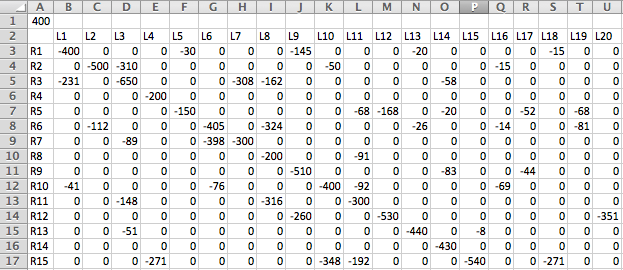 A B C D E F G H I J K L M N O P Q R S T U
1 400
2 L1 L2 L3 L4 L5 L6 L7 L8 L9 L10 L11 L12 L13 L14 L15 L16 L17 L18 L19 L20
3 R1 -400 0 0 0 -30 0 0 0 -145 0 0 0 -20 0 0 0 0 -15 0 0
4 R2 0 -500 -310 0 0 0 0 0 0 -50 0 0 0 0 0 -15 0 0 0 0
5 R3 -231 0 -650 0 0 0 -308 -162 0 0 0 0 0 -58 0 0 0 0 0 0
6 R4 0 0 0 -200 0 0 0 0 0 0 0 0 0 0 0 0 0 0 0 0
7 R5 0 0 0 0 -150 0 0 0 0 0 -68 -168 0 -20 0 0 -52 0 -68 0
8 R6 0 -112 0 0 0 -405 0 -324 0 0 0 0 -26 0 0 -14 0 0 -81 0
9 R7 0 0 -89 0 0 -398 -300 0 0 0 0 0 0 0 0 0 0 0 0 0
10 R8 0 0 0 0 0 0 0 -200 0 0 -91 0 0 0 0 0 0 0 0 0
11 R9 0 0 0 0 0 0 0 0 -510 0 0 0 0 -83 0 0 -44 0 0 0
12 R10 -41 0 0 0 0 -76 0 0 0 -400 -92 0 0 0 0 -69 0 0 0 0
13 R11 0 0 -148 0 0 0 0 -316 0 0 -300 0 0 0 0 0 0 0 0 0
14 R12 0 0 0 0 0 0 0 0 -260 0 0 -530 0 0 0 0 0 0 0 -351
15 R13 0 0 -51 0 0 0 0 0 0 0 0 0 -440 0 -8 0 0 0 0 0
16 R14 0 0 0 0 0 0 0 0 0 0 0 0 0 -430 0 0 0 0 0 0
17 R15 0 0 0 -271 0 0 0 0 0 -348 -192 0 0 0 -540 0 0 -271 0 0